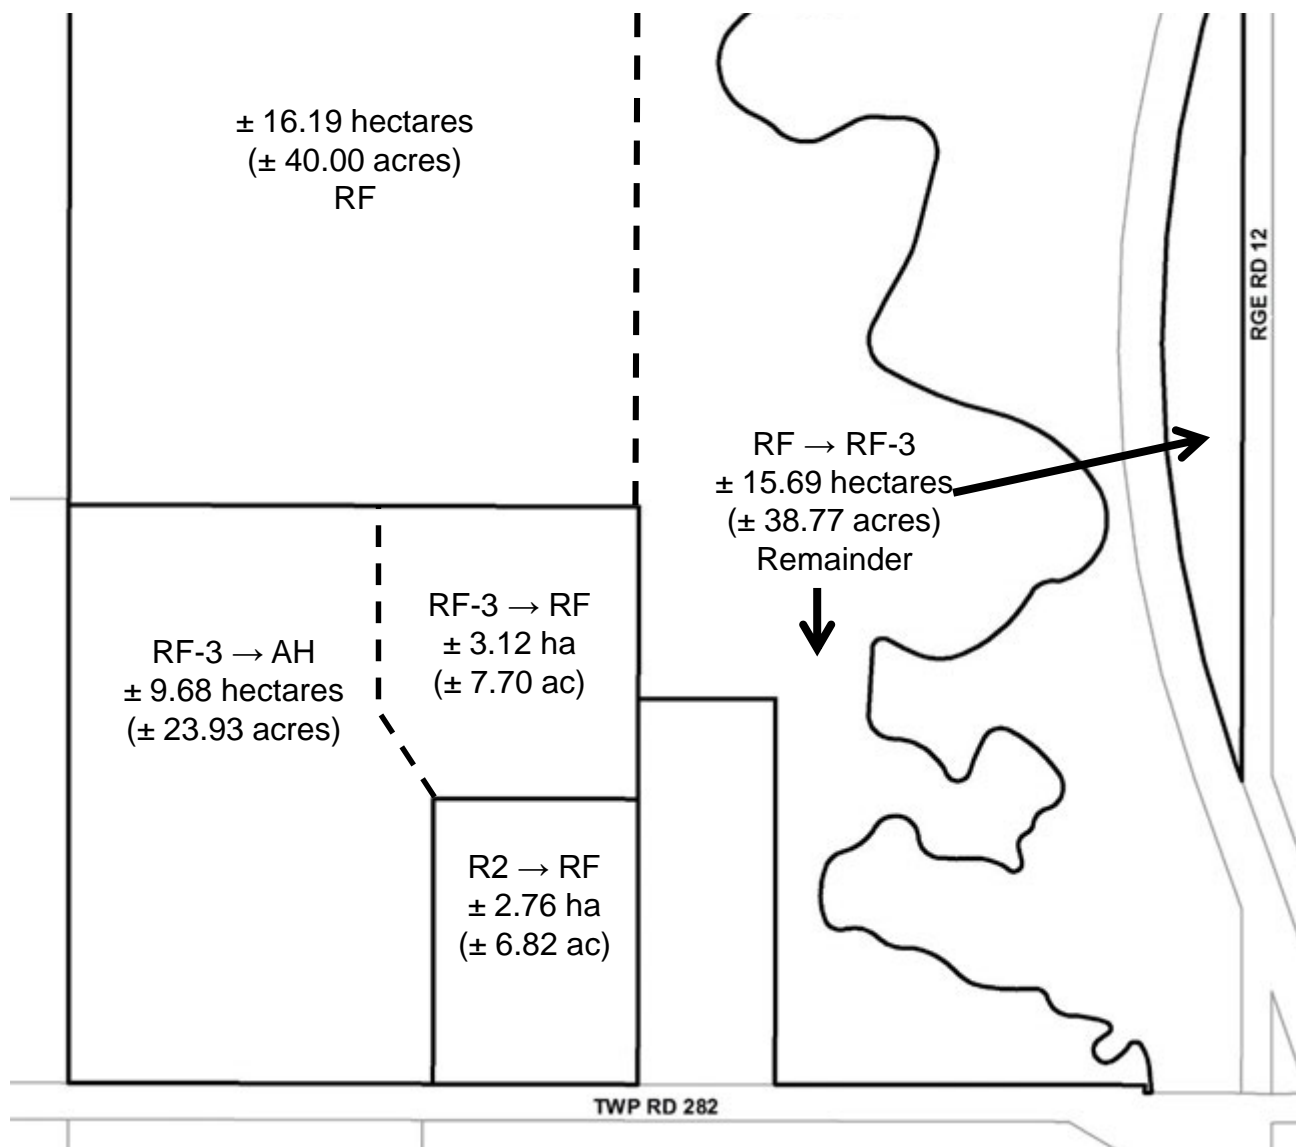 ± 16.19 hectares
(± 40.00 acres)
RF
RGE RD 12
RF → RF-3
± 15.69 hectares
(± 38.77 acres)
Remainder
RF-3 → RF
± 3.12 ha
(± 7.70 ac)
RF-3 → AH
± 9.68 hectares
(± 23.93 acres)
R2 → RF
± 2.76 ha
(± 6.82 ac)
TWP RD 282